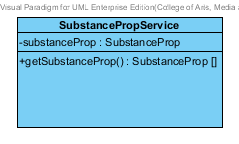 Visual Paradigm for UML Enterprise Edition(College of Arts, Media a
SubstancePropService
-substanceProp : SubstanceProp
+getSubstanceProp() : SubstanceProp []